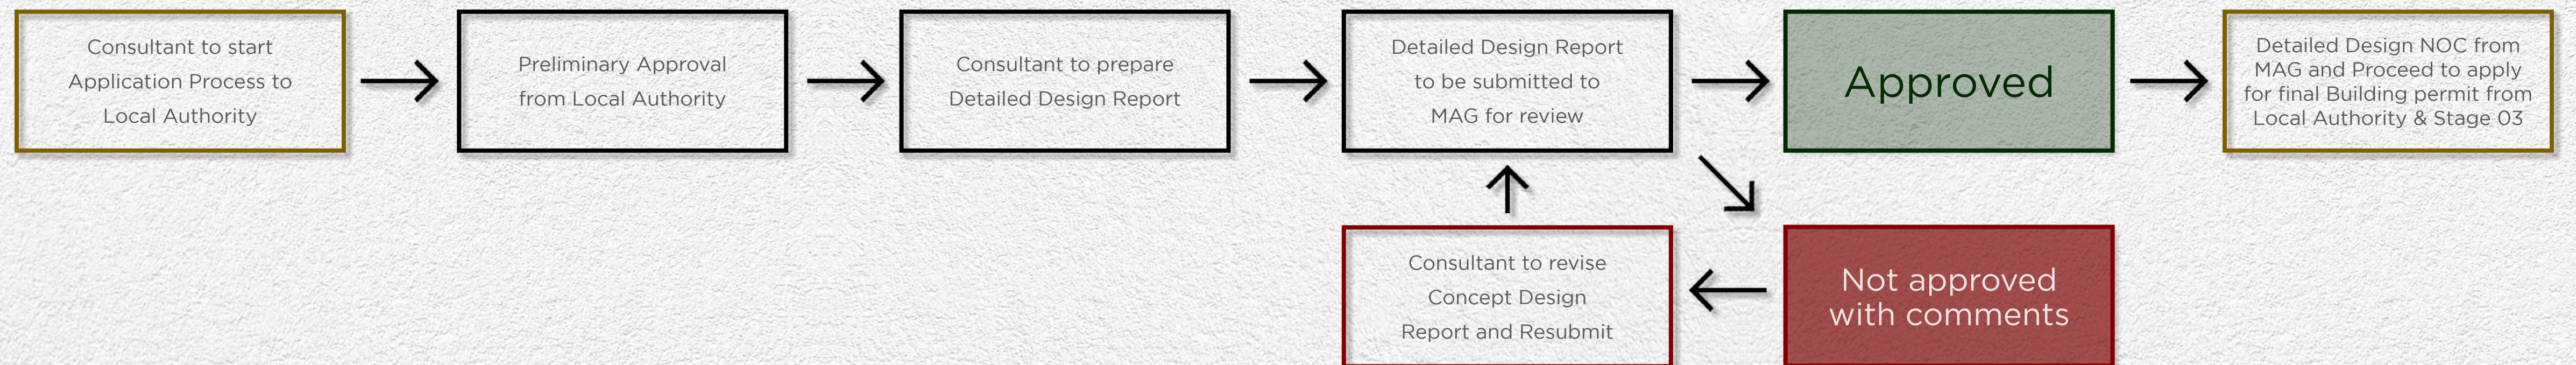 Consultant to start
Application Process to
Local Authority
Preliminary Approval
from Local Authority
Consultant to prepare
Detailed Design Report
Detailed Design Report
to be submitted to
MAG for review
Approved
Detailed Design NOC from
MAG and Proceed to apply
for final Building permit from
Local Authority & Stage 03
Consultant to revise
Concept Design
Report and Resubmit
Not approved
with comments